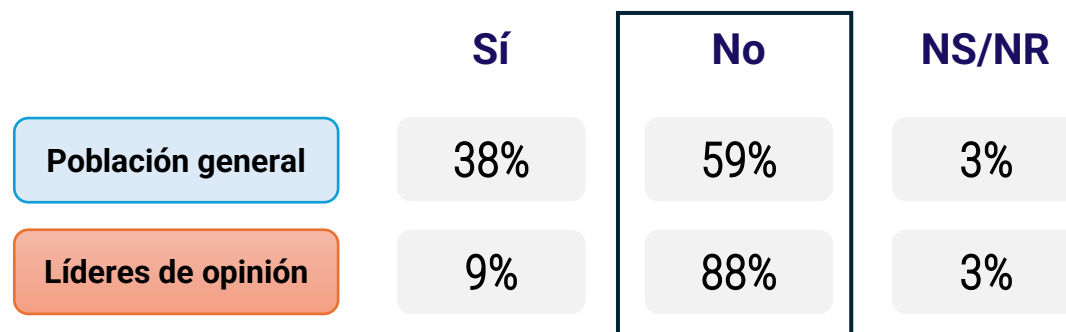 Sí No NS/NR
Población general 38% 59% 3%
Líderes de opinión 9% 88% 3%